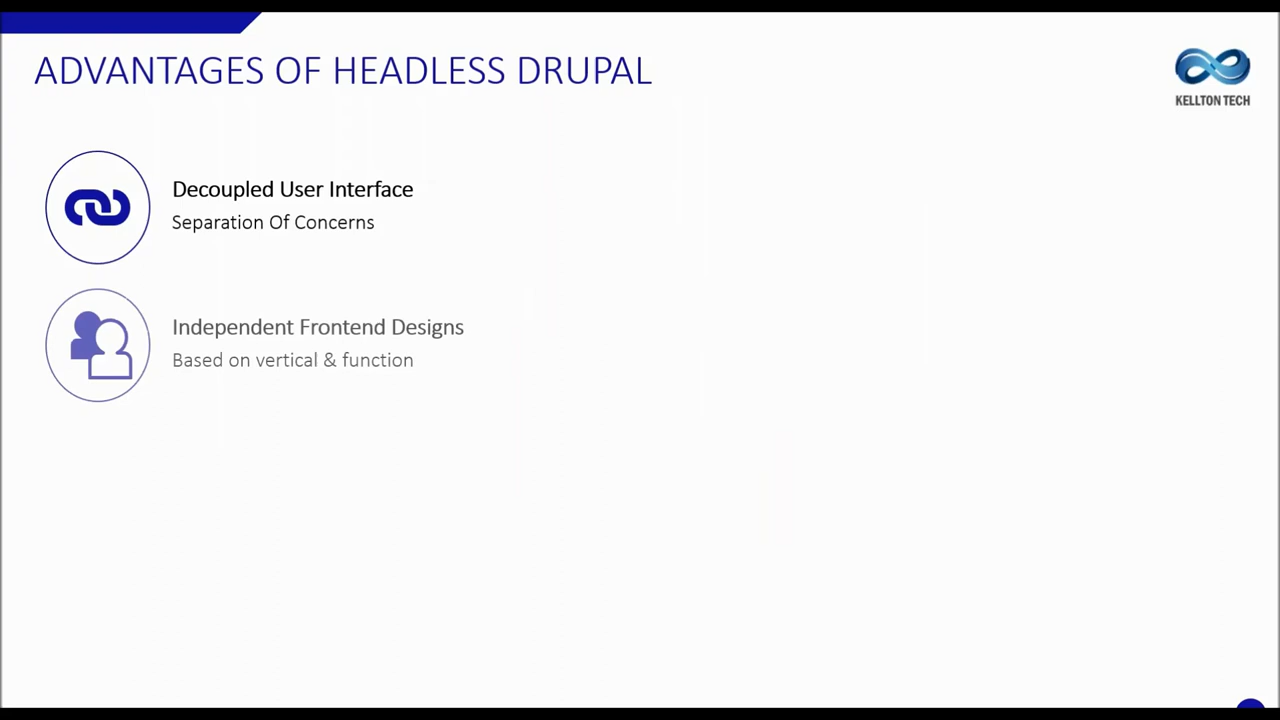 ADVANTAGES OF HEADLESS DRUPAL
KELLTON TECH
Decoupled User Interface
Separation Of Concerns
Independent Frontend Designs
Based on vertical & function